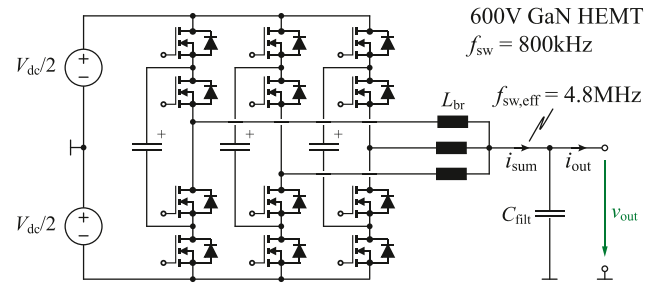 600V GaN HEMT
fsw = 800kHz
Vdc/2
+
−
Lbr
fsw,eff = 4.8MHz
+
+
+
isum
iout
Vdc/2
+
−
Cfilt
vout